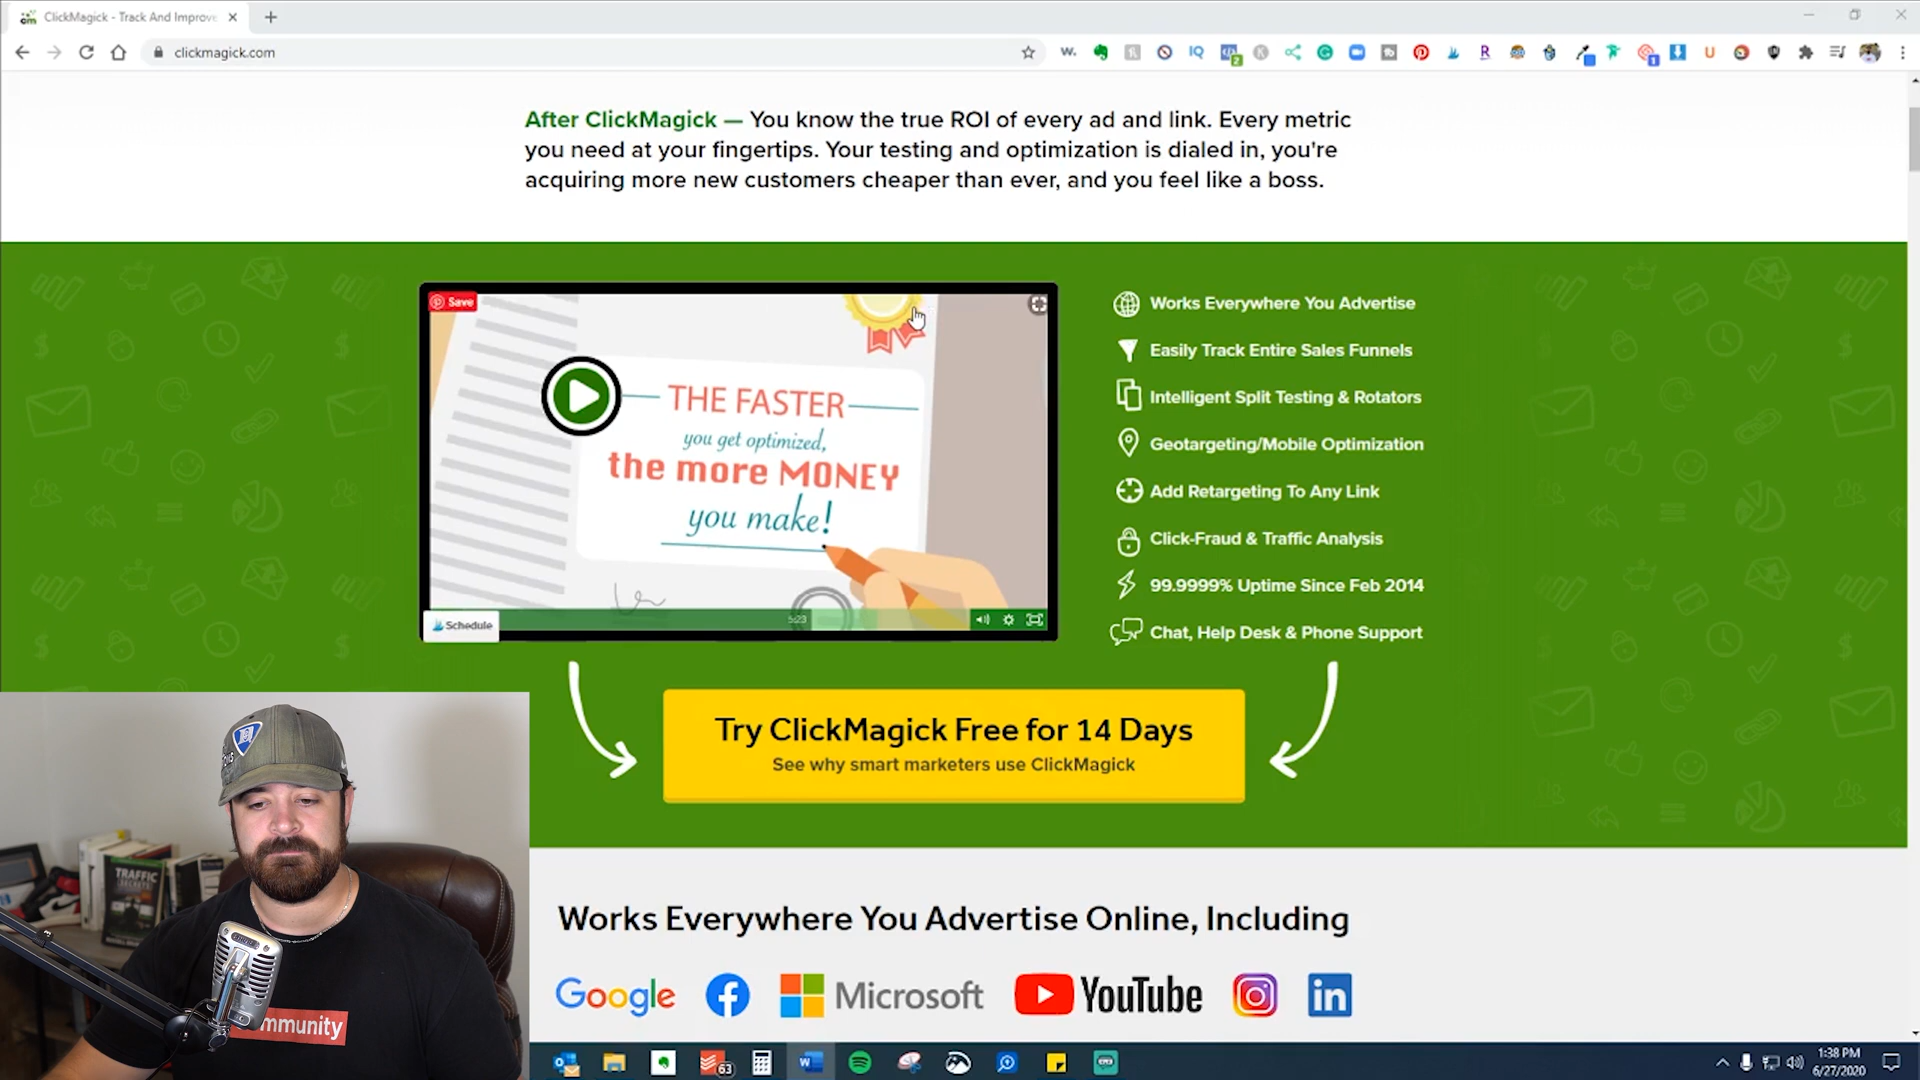 ClickMagick - Track And Improve
clickmagick.com
After ClickMagick — You know the true ROI of every ad and link. Every metric
you need at your fingertips. Your testing and optimization is dialed in, you're
acquiring more new customers cheaper than ever, and you feel like a boss.
Save
THE FASTER
you get optimized,
the more MONEY
you make!
5:23
Schedule
Works Everywhere You Advertise
Easily Track Entire Sales Funnels
Intelligent Split Testing & Rotators
Geotargeting/Mobile Optimization
Add Retargeting To Any Link
Click-Fraud & Traffic Analysis
99.9999% Uptime Since Feb 2014
Chat, Help Desk & Phone Support
Try ClickMagick Free for 14 Days
See why smart marketers use ClickMagick
Works Everywhere You Advertise Online, Including
Google
Microsoft
YouTube
in
TRAFFIC
SECRETS
mmunity
63
1:38 PM
6/27/2020